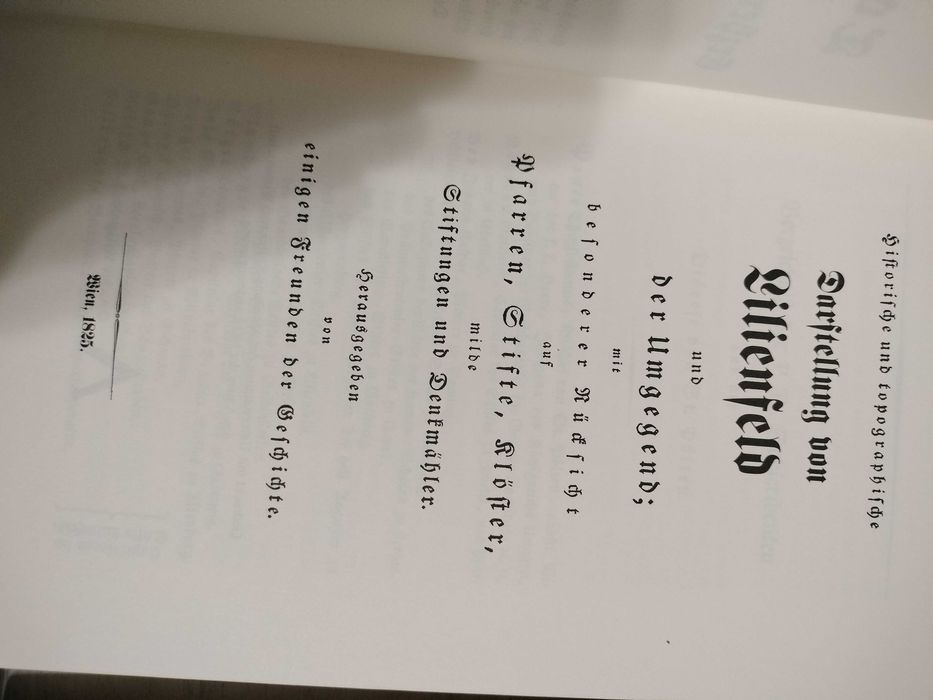 Historische und topographische
Darstellung von
Lilienfeld
und
der Umgegend;
mit
besonderer Rückſicht
auf
Pfarren, Stifte, Klöſter,
milde
Stiftungen und Denkmähler.
Herausgegeben
von
einigen Freunden der Geſchichte.
Wien, 1825.